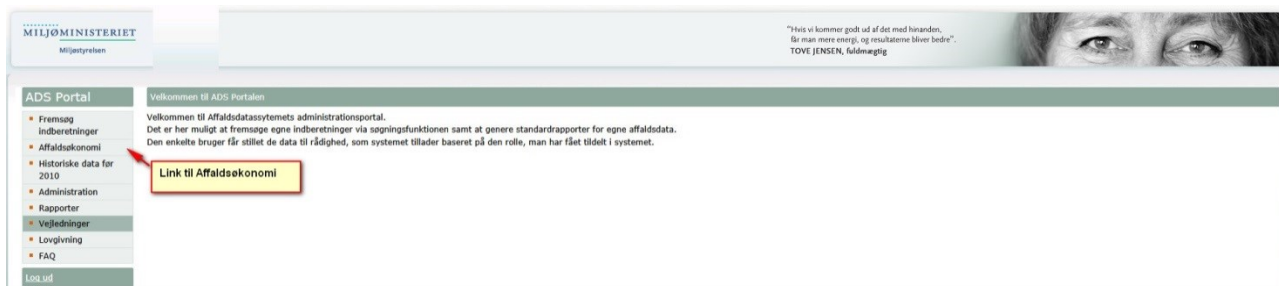 MILJØMINISTERIET
Miljøstyrelsen
"Hvis vi kommer godt ud af det med hinanden,
får man mere energi, og resultaterne bliver bedre".
TOVE JENSEN, fuldmægtig
ADS Portal
Fremsøg
indberetninger
Affaldsøkonomi
Historiske data før
2010
Administration
Rapporter
Vejledninger
Lovgivning
FAQ
Log ud
Velkommen til ADS Portalen
Velkommen til Affaldsdatassytemets administrationsportal.
Det er her muligt at fremsøge egne indberetninger via søgningsfunktionen samt at genere standardrapporter for egne affaldsdata.
Den enkelte bruger får stillet de data til rådighed, som systemet tillader baseret på den rolle, man har fået tildelt i systemet.
Link til Affaldsøkonomi